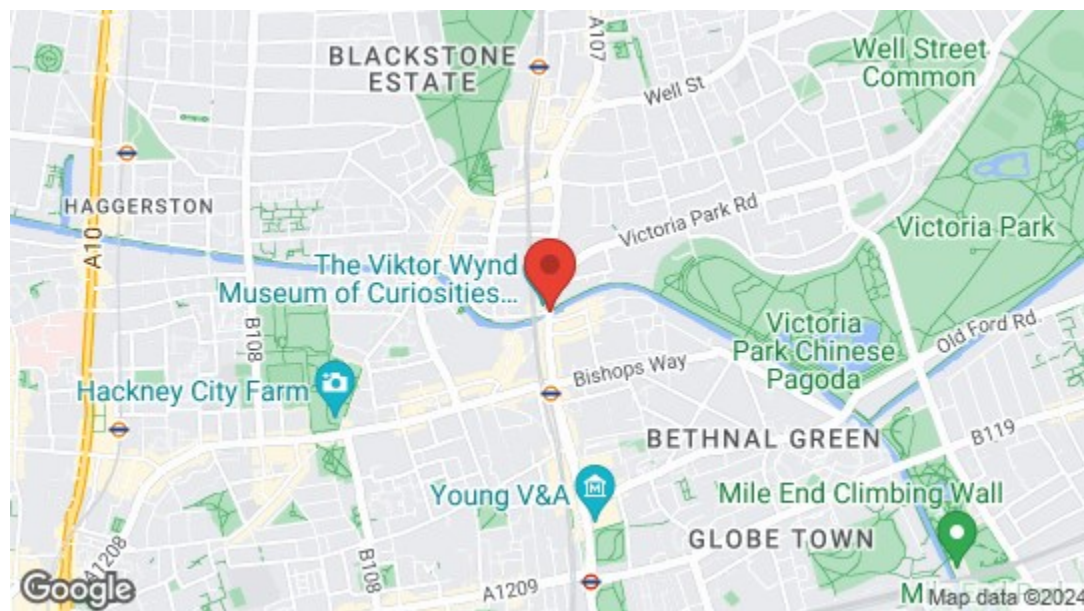 BLACKSTONE
ESTATE
A107
Well Street
Common
Well St
HAGGERSTON
A10
Victoria Park Rd
Victoria Park
The Viktor Wynd
Museum of Curiosities...
B108
Victoria
Park Chinese
Pagoda
Old Ford Rd.
Bishops Way
Hackney City Farm
BETHNAL GREEN
B119
Young V&A
Mile End Climbing Wall
GLOBE TOWN
A1208
B108
A1209
Google
Map data ©2024